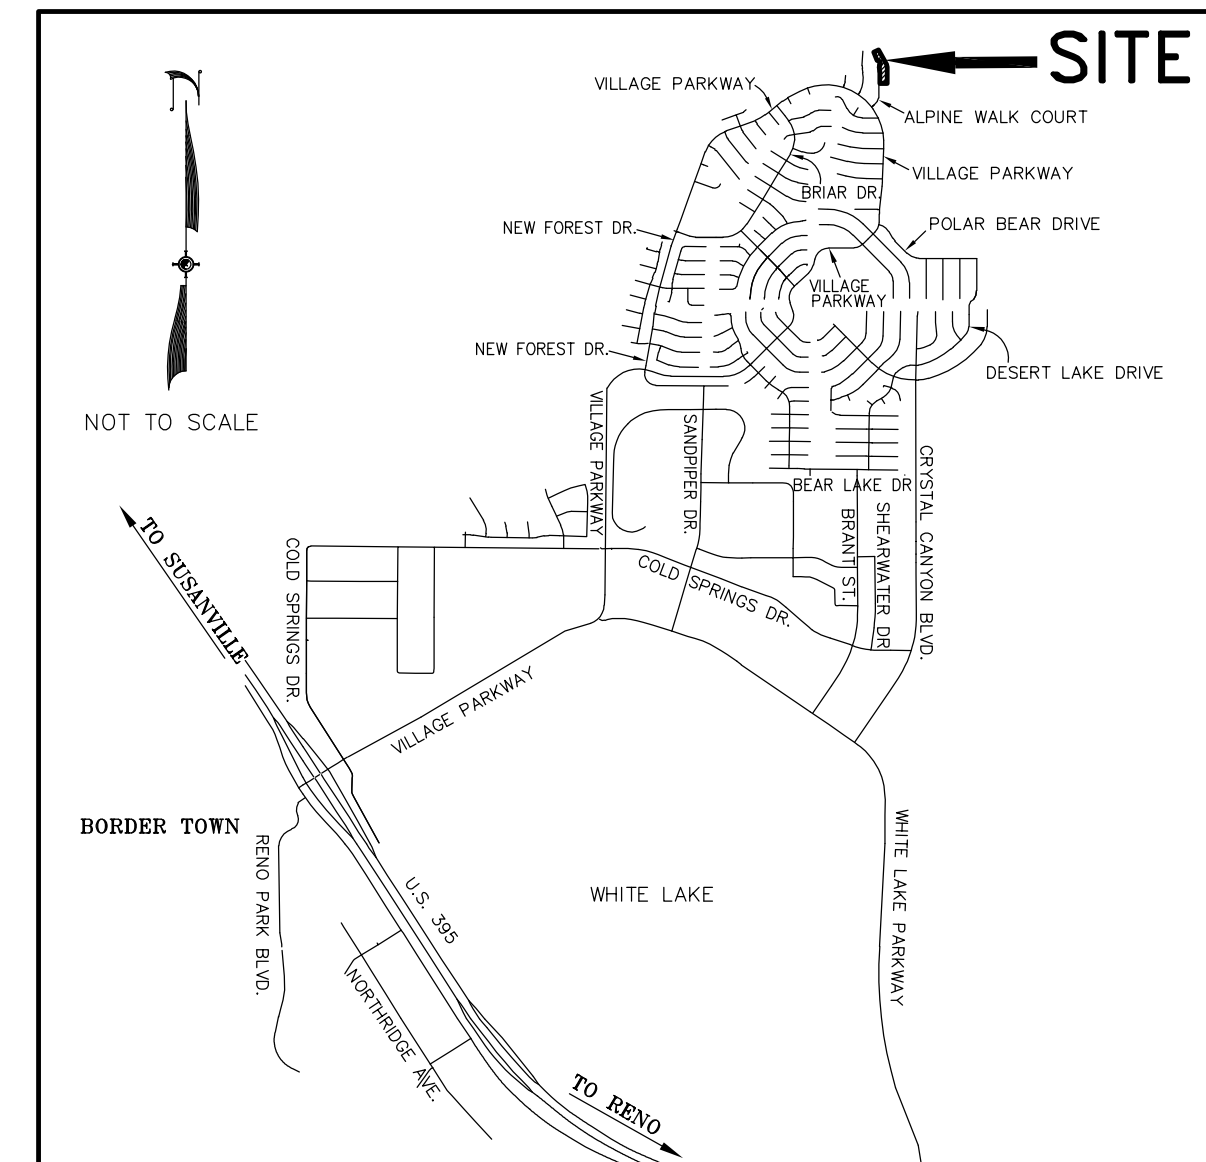 SITE
VILLAGE PARKWAY
ALPINE WALK COURT
VILLAGE PARKWAY
BRIAR DR.
NEW FOREST DR.
POLAR BEAR DRIVE
VILLAGE
PARKWAY
NEW FOREST DR.
DESERT LAKE DRIVE
NOT TO SCALE
VILLAGE PARKWAY
SANDPIPER DR.
BEAR LAKE DR
CRYSTAL CANYON BLVD.
BRANT ST.
SHEARWATER DR
TO SUSANVILLE
COLD SPRINGS DR.
COLD SPRINGS DR.
VILLAGE PARKWAY
BORDER TOWN
RENO PARK BLVD.
U.S. 395
WHITE LAKE
WHITE LAKE PARKWAY
NORTHRIDGE AVE.
TO RENO